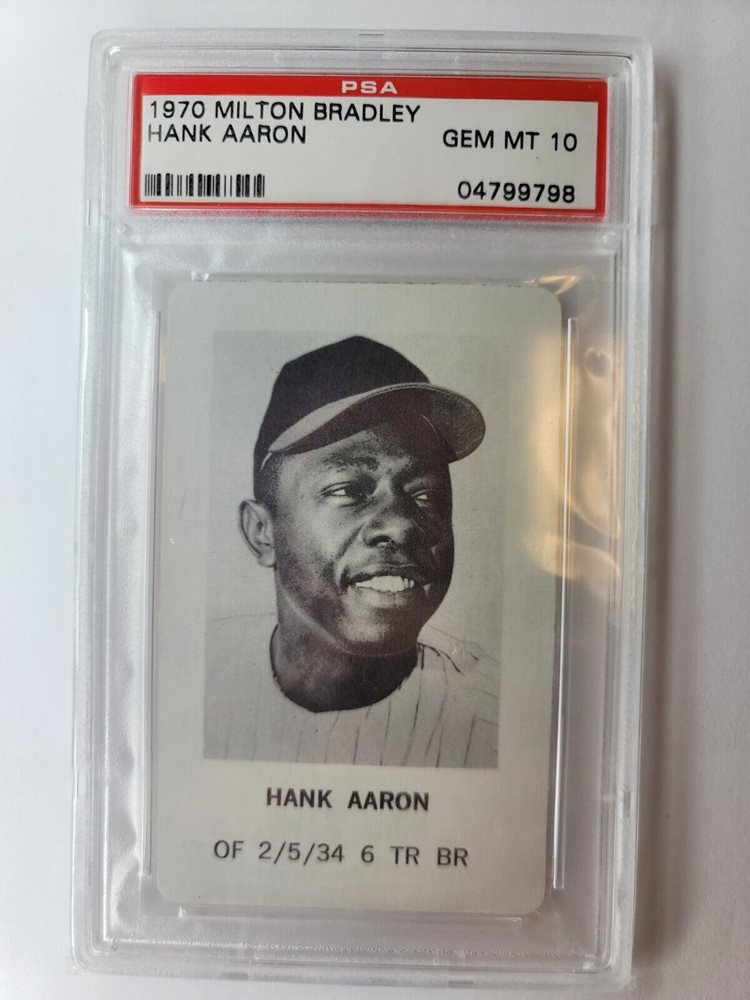 PSA
1970 MILTON BRADLEY
HANK AARON GEM MT 10
04799798
HANK AARON
OF 2/5/34 6 TR BR